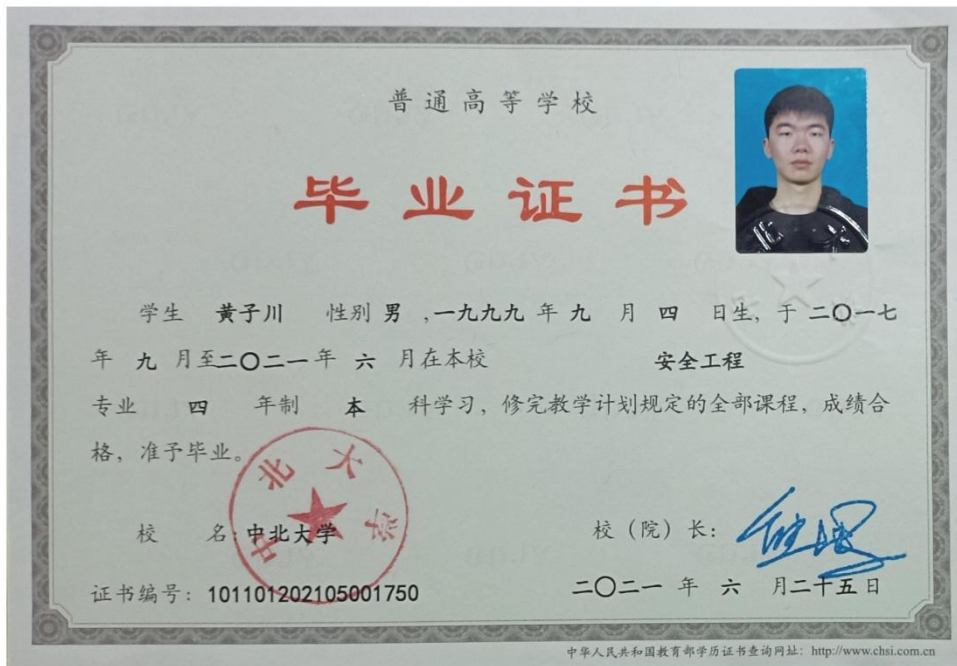 普通高等学校
毕业证书
学生 黄子川 性别 男 ,一九九九 年 九 月 四 日生, 于 二〇一七
年 九 月至二〇二一年 六 月在本校 安全工程
专业 四 年制 本 科学习, 修完教学计划规定的全部课程, 成绩合
格, 准予毕业。
中北大学
校 名: 中北大学 校（院）长:
证书编号: 101101202105001750 二〇二一 年 六 月二十五日
中华人民共和国教育部学历证书查询网址: http://www.chsi.com.cn